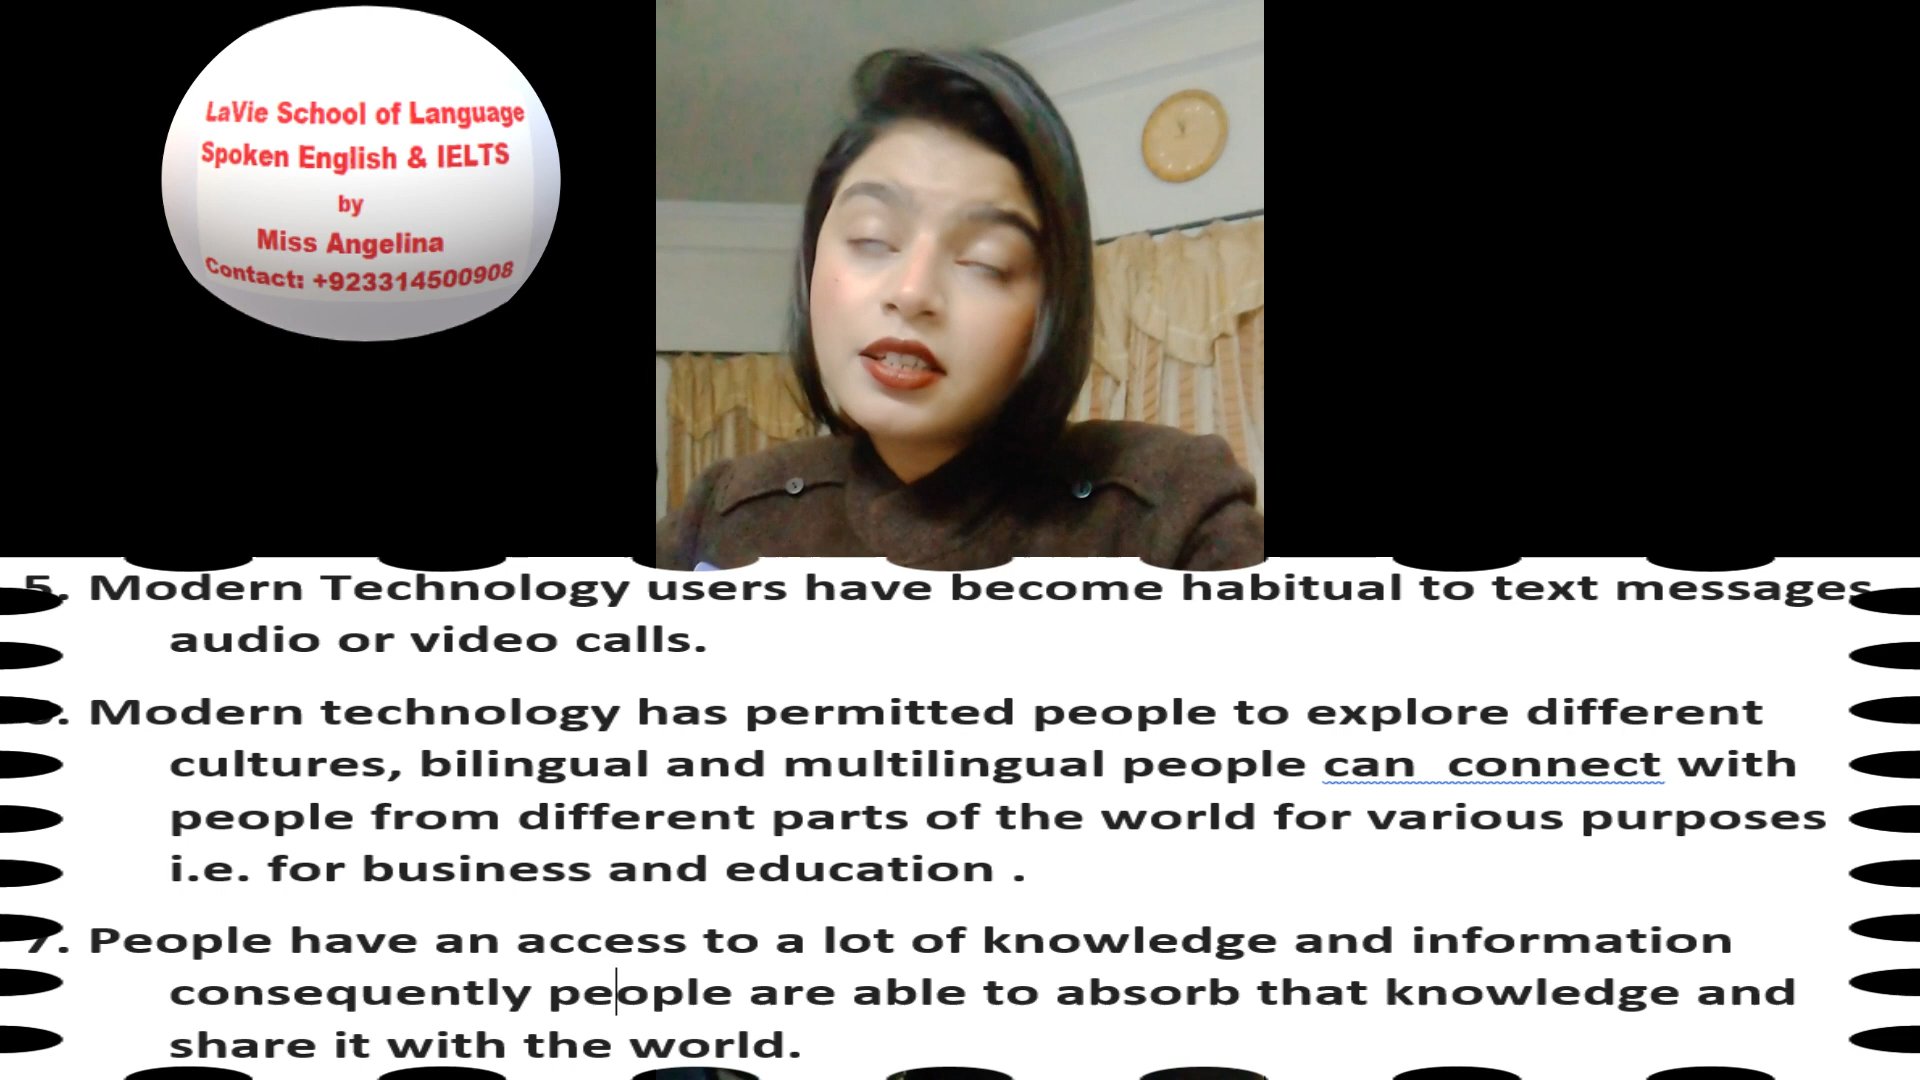 LaVie School of Language
Spoken English & IELTS
by
Miss Angelina
Contact: +923314500908
5. Modern Technology users have become habitual to text messages
audio or video calls.
6. Modern technology has permitted people to explore different
cultures, bilingual and multilingual people can  connect with
people from different parts of the world for various purposes
i.e. for business and education .
7. People have an access to a lot of knowledge and information
consequently people are able to absorb that knowledge and
share it with the world.